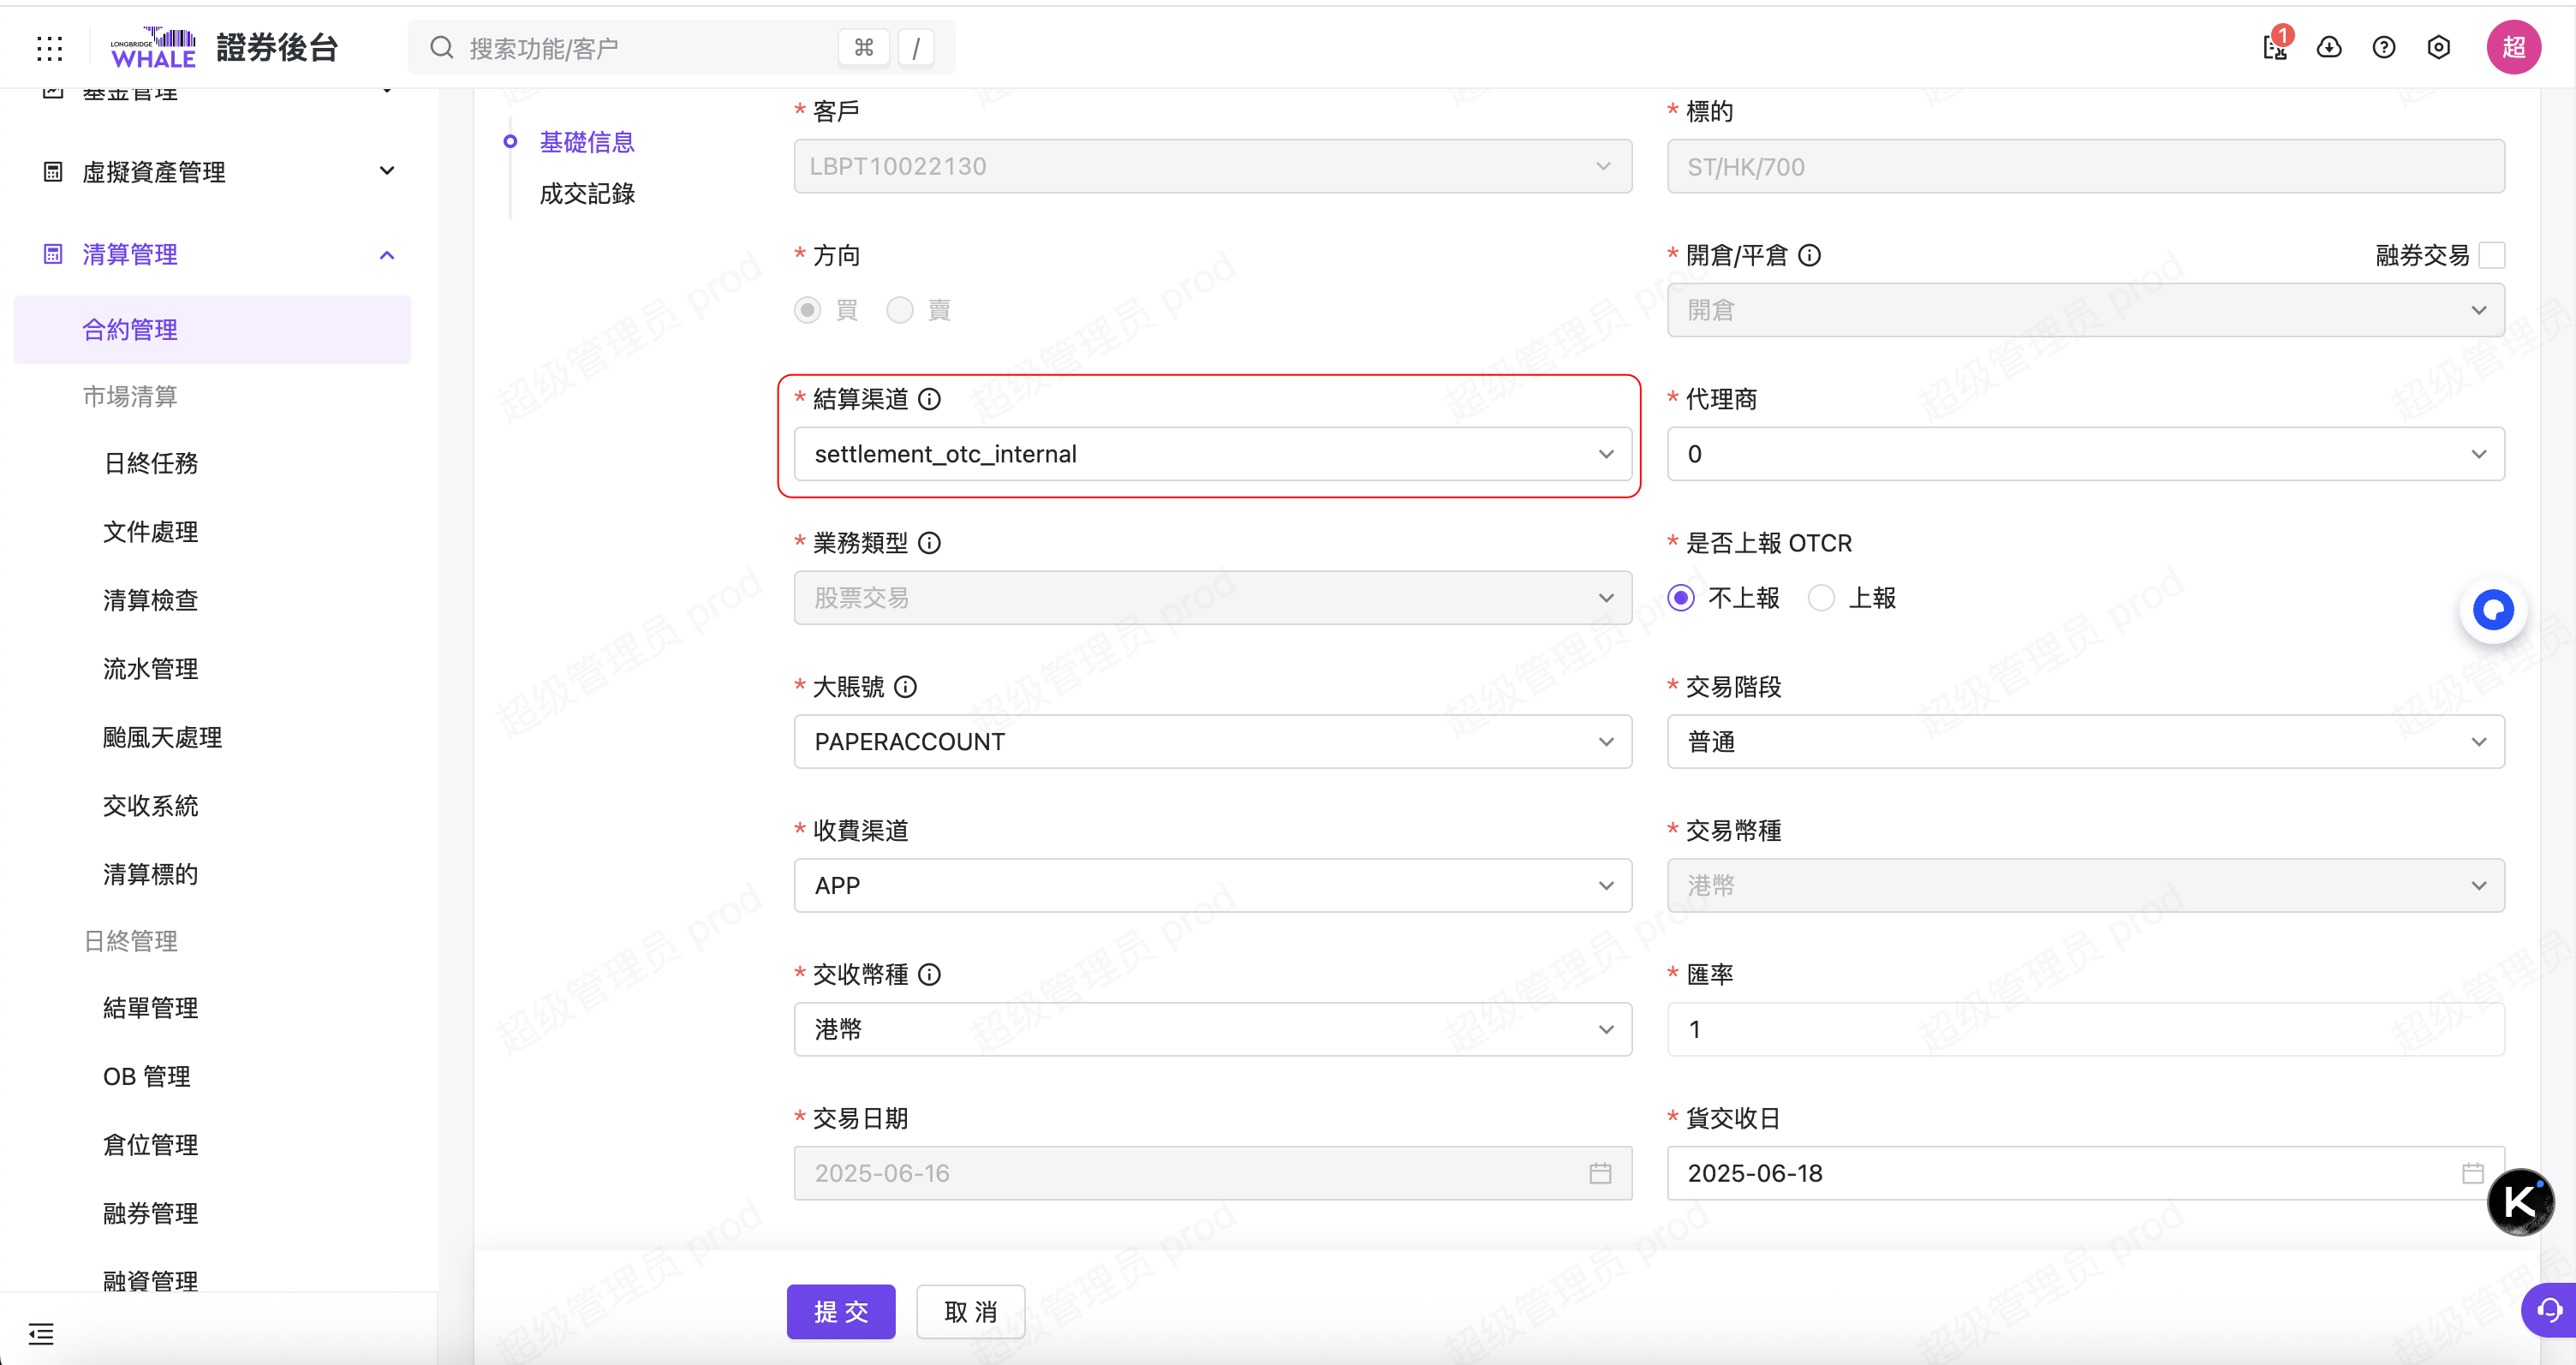 LONGBRIDGE
WHALE
證券後台
搜索功能/客户
⌘
/
1
超
基金管理
虛擬資產管理
清算管理
合約管理
市場清算
日終任務
文件處理
清算檢查
流水管理
颱風天處理
交收系統
清算標的
日終管理
結單管理
OB 管理
倉位管理
融券管理
融資管理
基礎信息
成交記錄
* 客戶
LBPT10022130
* 標的
ST/HK/700
* 方向
買
賣
* 開倉/平倉
融券交易
開倉
* 結算渠道
settlement_otc_internal
* 代理商
0
* 業務類型
股票交易
* 是否上報 OTCR
不上報
上報
* 大賬號
PAPERACCOUNT
* 交易階段
普通
* 收費渠道
APP
* 交易幣種
港幣
* 交收幣種
港幣
* 匯率
1
* 交易日期
2025-06-16
* 貨交收日
2025-06-18
K
提 交
取 消
超级管理员 prod